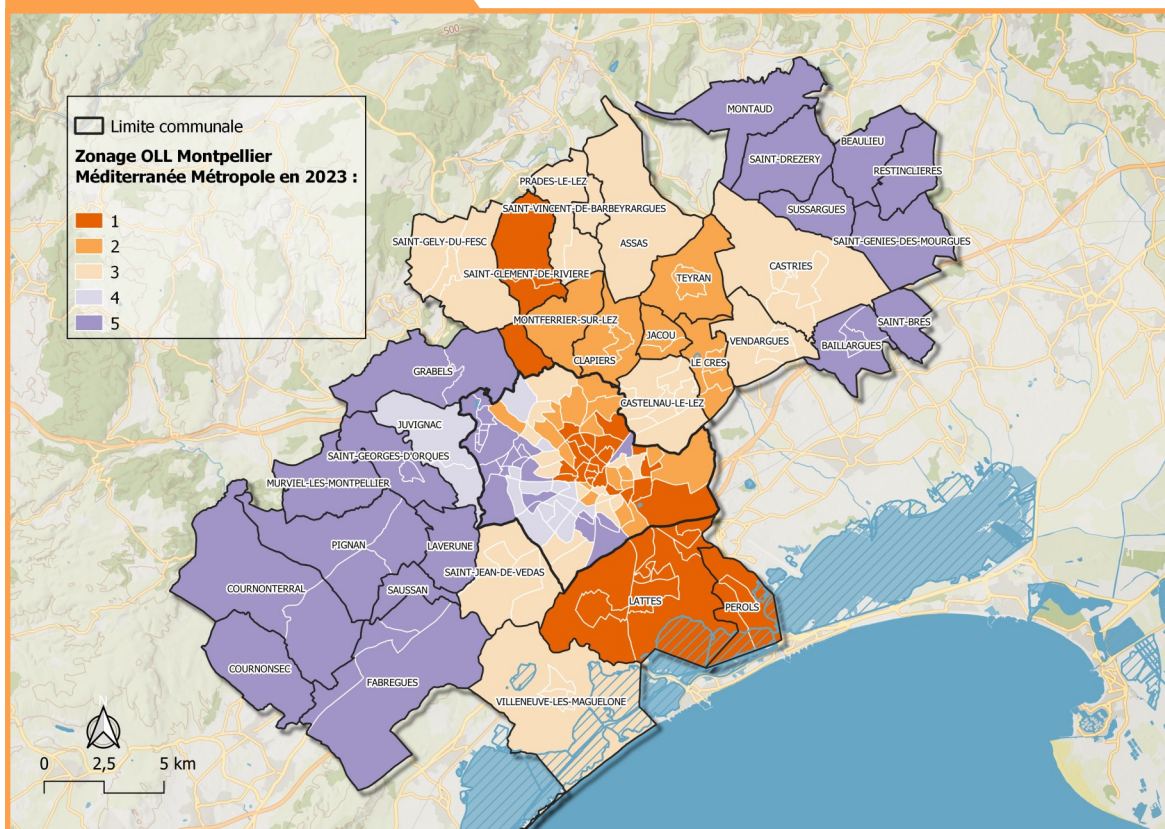 500
Limite communale
Zonage OLL Montpellier
Méditerranée Métropole en 2023 :
1
2
3
4
5
MONTAUD
BEAULIEU
SAINT-DREZERY
RESTINCLIERES
PRADES-LE-LEZ
SUSSARGUES
SAINT-VINCENT-DE-BARBEYRARGUES
SAINT-GELY-DU-FESC
ASSAS
SAINT-GENIES-DES-MOURGUES
CASTRIES
SAINT-CLEMENT-DE-RIVIERE
TEYRAN
MONTFERRIER-SUR-LEZ
SAINT-BRES
JACOU
VENDARGUES
BAILLARGUES
CLAPIERS
LE CRES
GRABELS
CASTELNAU-LE-LEZ
JUVIGNAC
SAINT-GEORGES-D'ORQUES
MURVIEL-LES-MONTPELLIER
PIGNAN
LAVERUNE
SAINT-JEAN-DE-VEDAS
COURNONTERRAL
SAUSSAN
LATTES
PEROLS
COURNONSEC
FABREGUES
VILLENEUVE-LES-MAGUELONE
N
0 2,5 5 km